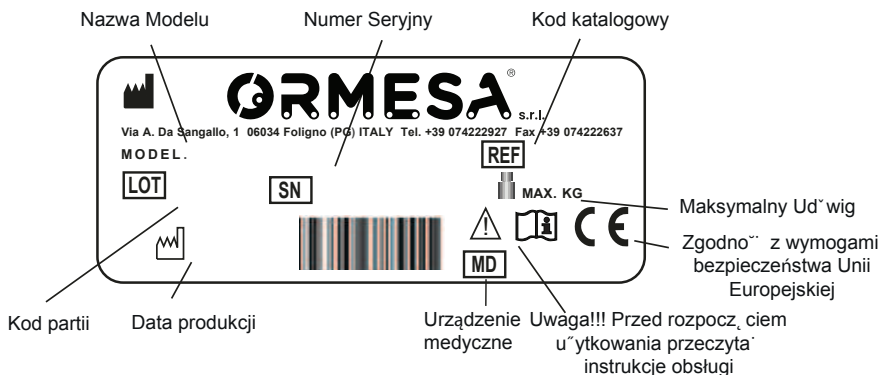 Nazwa Modelu
Numer Seryjny
Kod katalogowy
ORMESA® s.r.l.
Via A. Da Sangallo, 1 06034 Foligno (PG) ITALY Tel. +39 074222927 Fax +39 074222637
MODEL.
REF
LOT
SN
MAX. KG
Maksymalny Udˇwig
CE
Zgodno˘˙ z wymogami
bezpieczeństwa Unii
Europejskiej
MD
Kod partii
Data produkcji
Urządzenie
medyczne
Uwaga!!! Przed rozpocz˛ciem
u˝ytkowania przeczyta˙
instrukcje obsługi